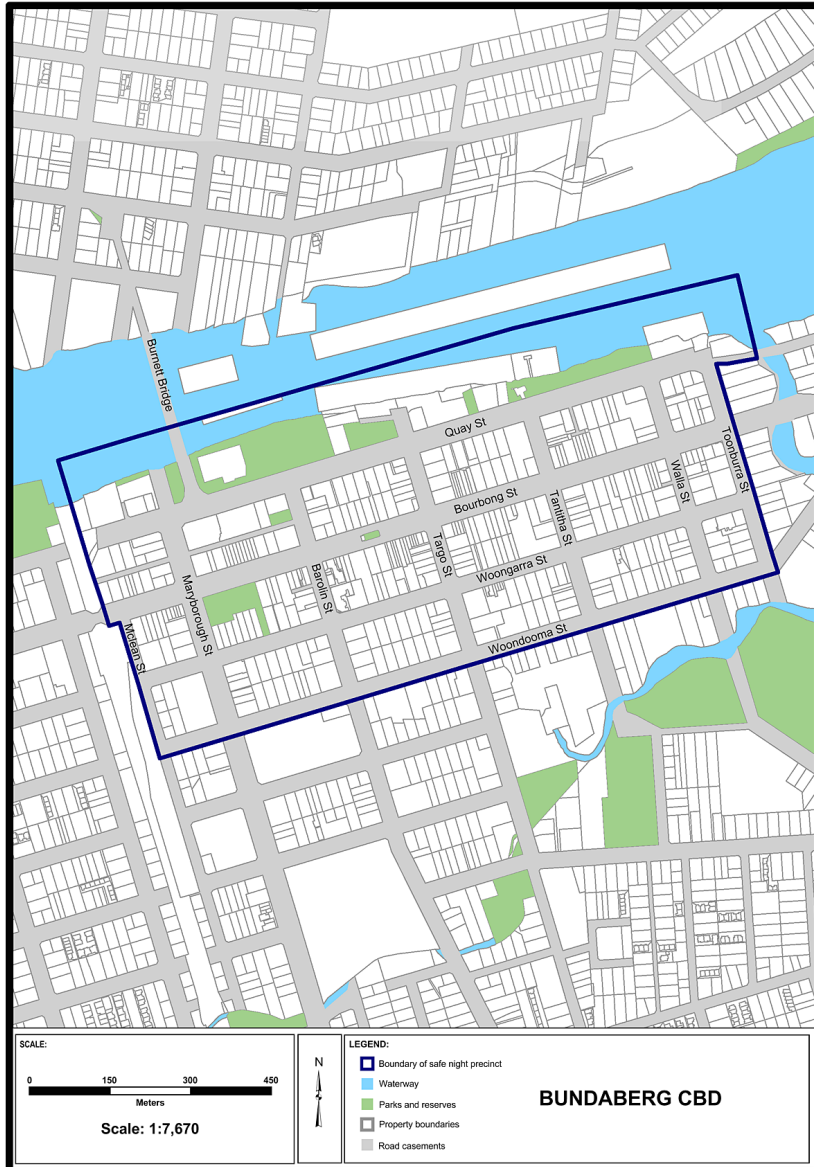 Burnett Bridge
Quay St
Bourbong St
Toonburra St
Walla St
Tantitha St
Targo St
Woongarra St
Barolin St
Maryborough St
Mclean St
Woondooma St
SCALE:
0 150 300 450
Meters
Scale: 1:7,670
N
LEGEND:
Boundary of safe night precinct
Waterway
Parks and reserves
Property boundaries
Road casements
BUNDABERG CBD